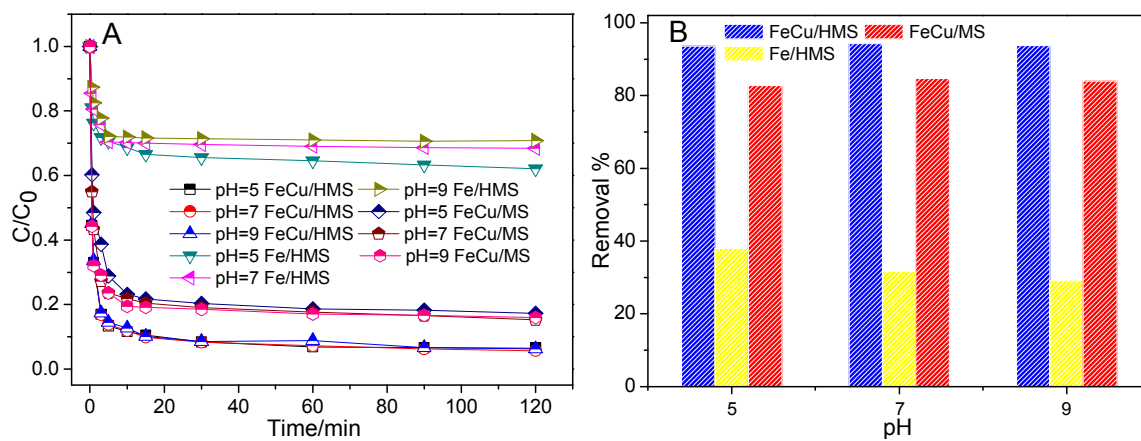 A
1.0
0.8
0.6
0.4
0.2
0.0
C/C0
pH=5 FeCu/HMS
pH=7 FeCu/HMS
pH=9 FeCu/HMS
pH=5 Fe/HMS
pH=7 Fe/HMS
pH=9 Fe/HMS
pH=5 FeCu/MS
pH=7 FeCu/MS
pH=9 FeCu/MS
0 20 40 60 80 100 120
Time/min
B
FeCu/HMS FeCu/MS
Fe/HMS
100
80
60
40
20
0
Removal %
5 7 9
pH